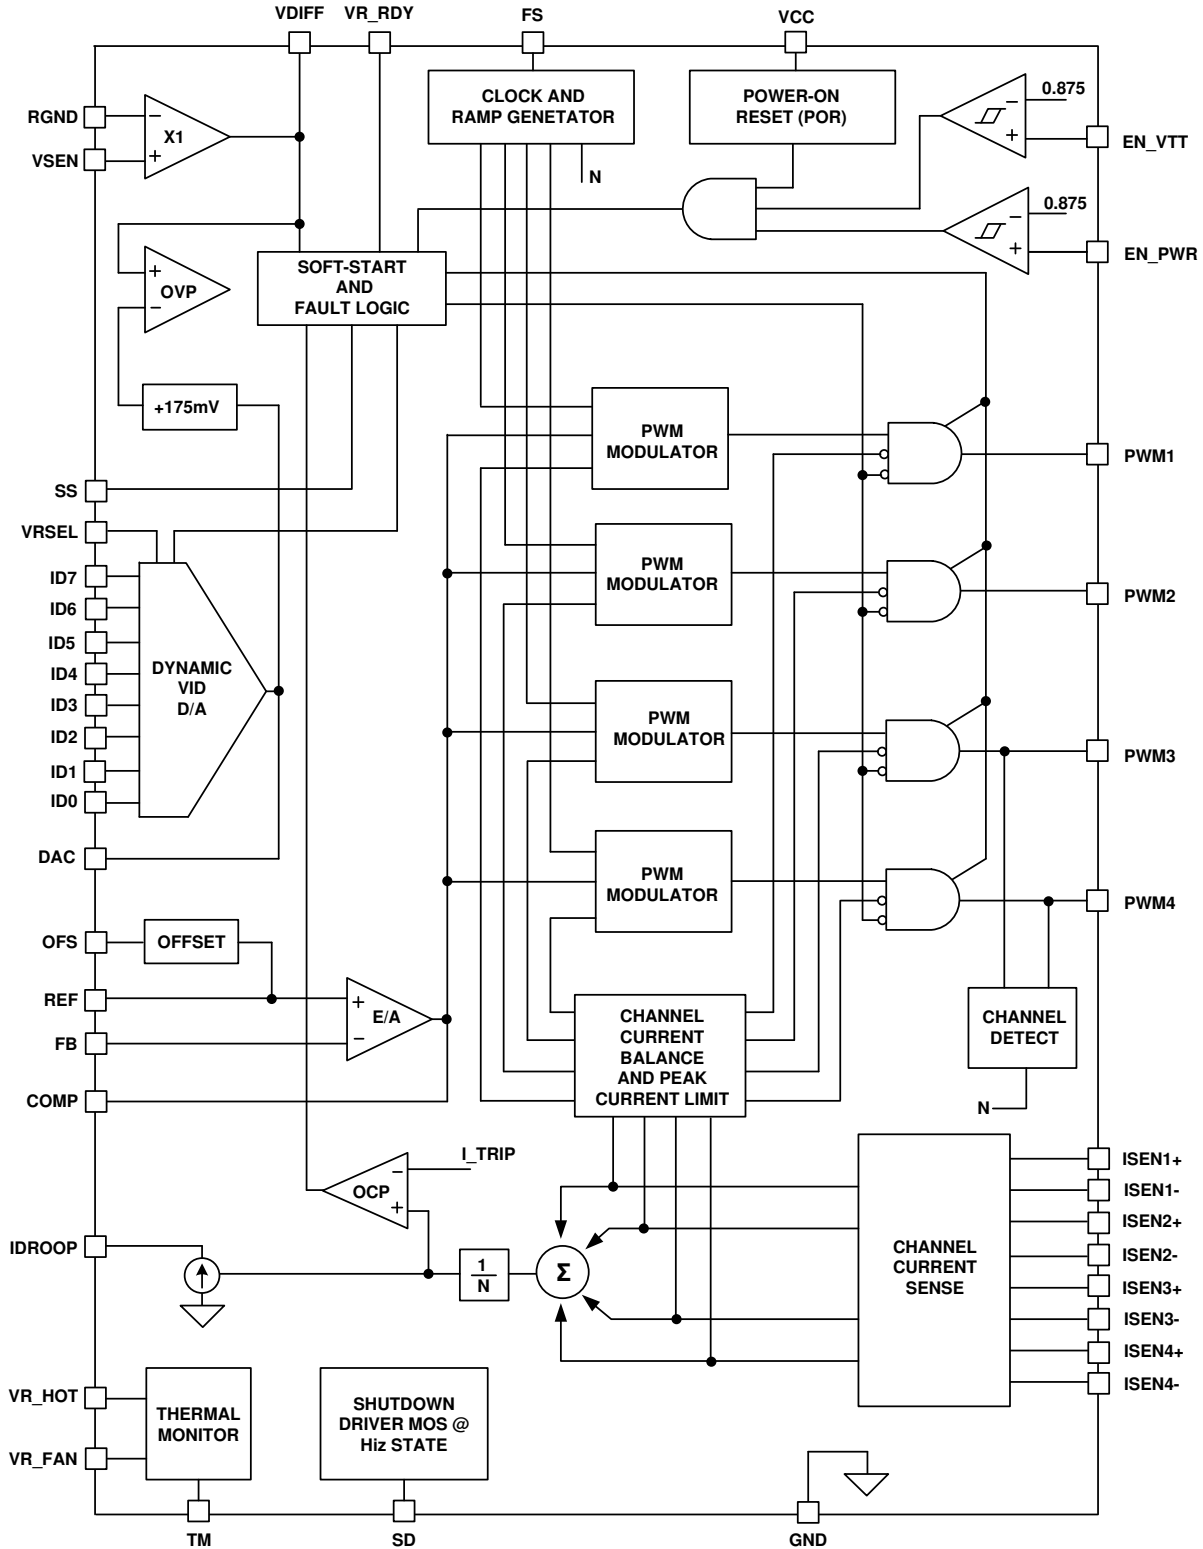 VDIFF
VR_RDY
FS
VCC
RGND
VSEN
−
+
X1
CLOCK AND
RAMP GENETATOR
N
POWER-ON
RESET (POR)
−
+
0.875
EN_VTT
−
+
0.875
EN_PWR
+
−
OVP
SOFT-START
AND
FAULT LOGIC
+175mV
PWM
MODULATOR
PWM1
SS
VRSEL
ID7
ID6
ID5
ID4
ID3
ID2
ID1
ID0
DYNAMIC
VID
D/A
PWM
MODULATOR
PWM2
PWM
MODULATOR
PWM3
DAC
PWM
MODULATOR
PWM4
OFS
OFFSET
REF
FB
+
−
E/A
COMP
CHANNEL
CURRENT
BALANCE
AND PEAK
CURRENT LIMIT
CHANNEL
DETECT
N
I_TRIP
−
+
OCP
IDROOP
1
N
Σ
CHANNEL
CURRENT
SENSE
ISEN1+
ISEN1-
ISEN2+
ISEN2-
ISEN3+
ISEN3-
ISEN4+
ISEN4-
VR_HOT
VR_FAN
THERMAL
MONITOR
SHUTDOWN
DRIVER MOS @
Hiz STATE
TM
SD
GND